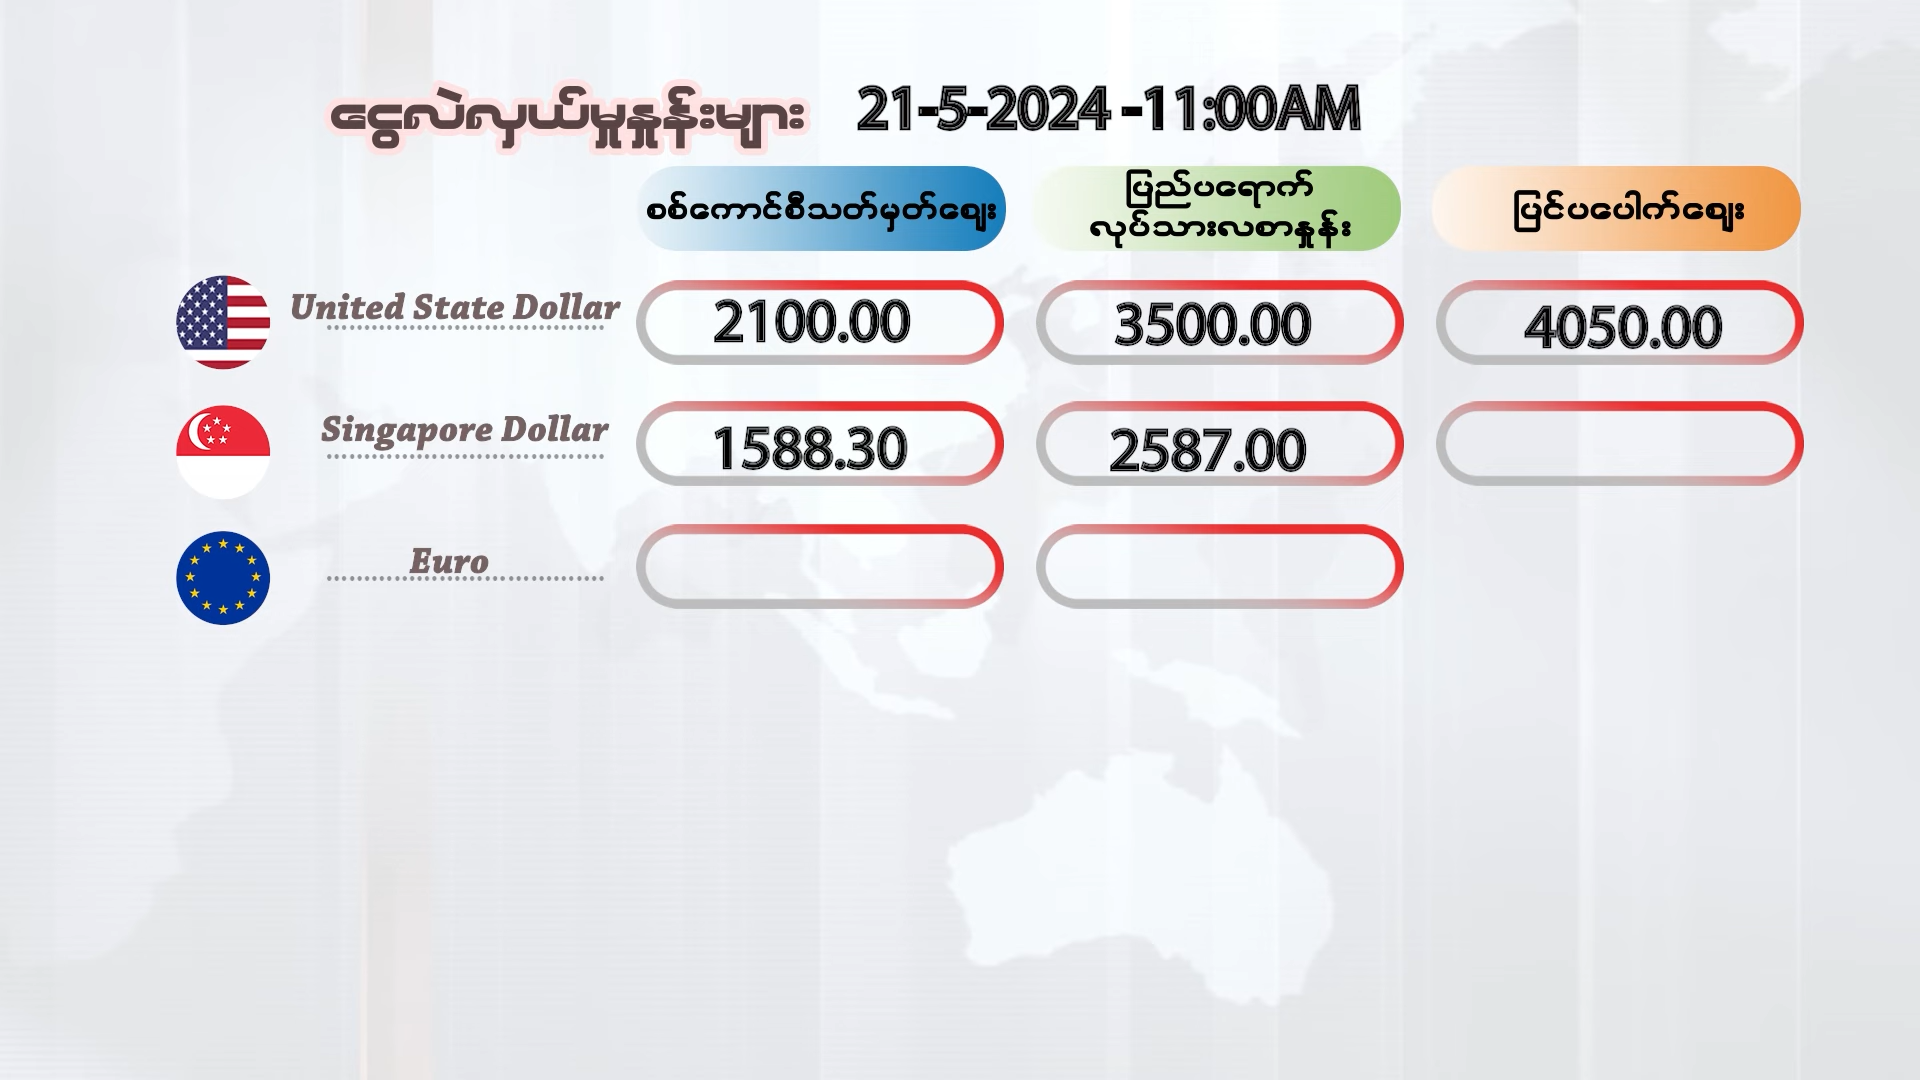 ငွေလဲလှယ်မှုနှုန်းများ 21-5-2024 -11:00AM
စစ်ကောင်စီသတ်မှတ်ဈေး
ပြည်ပရောက်
လုပ်သားလစာနှုန်း
ပြင်ပပေါက်ဈေး
United State Dollar 2100.00 3500.00 4050.00
Singapore Dollar 1588.30 2587.00
Euro